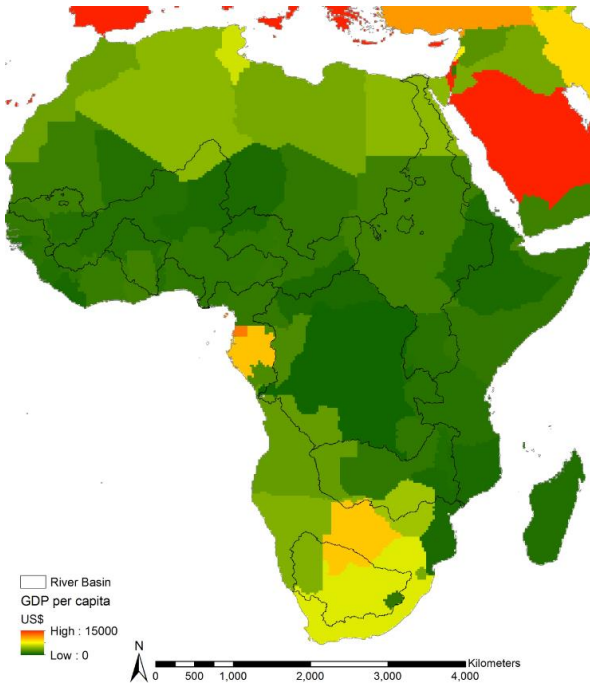 River Basin
GDP per capita
US$
High : 15000
Low : 0
N
Kilometers
0 250 500 1,000 2,000 3,000 4,000